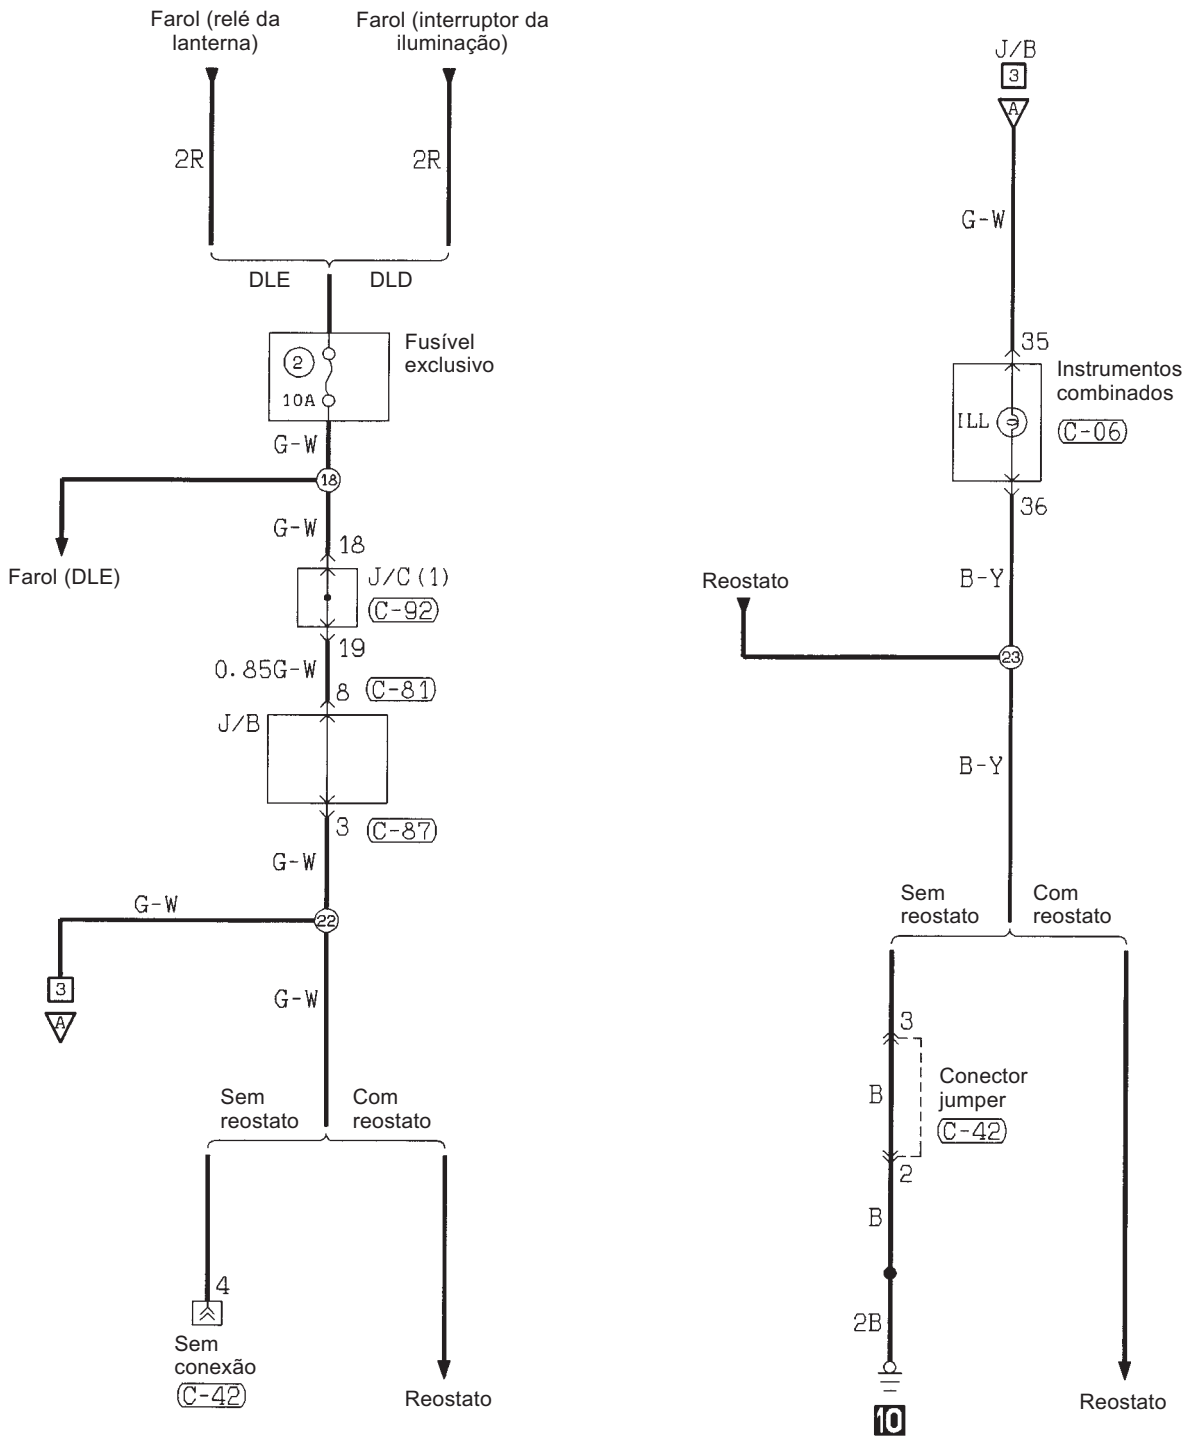 Farol (relé da
lanterna)
Farol (interruptor da
iluminação)
2R
2R
DLE
DLD
Fusível
exclusivo
2
10A
G-W
18
G-W
Farol (DLE)
18
J/C (1)
C-92
19
0.85G-W
8
C-81
J/B
3
C-87
G-W
22
G-W
3
A
G-W
Sem
reostato
Com
reostato
4
Sem
conexão
C-42
Reostato
J/B
3
A
G-W
35
Instrumentos
combinados
ILL
C-06
36
B-Y
Reostato
23
B-Y
Sem
reostato
Com
reostato
3
B
Conector
jumper
C-42
2
B
2B
10
Reostato